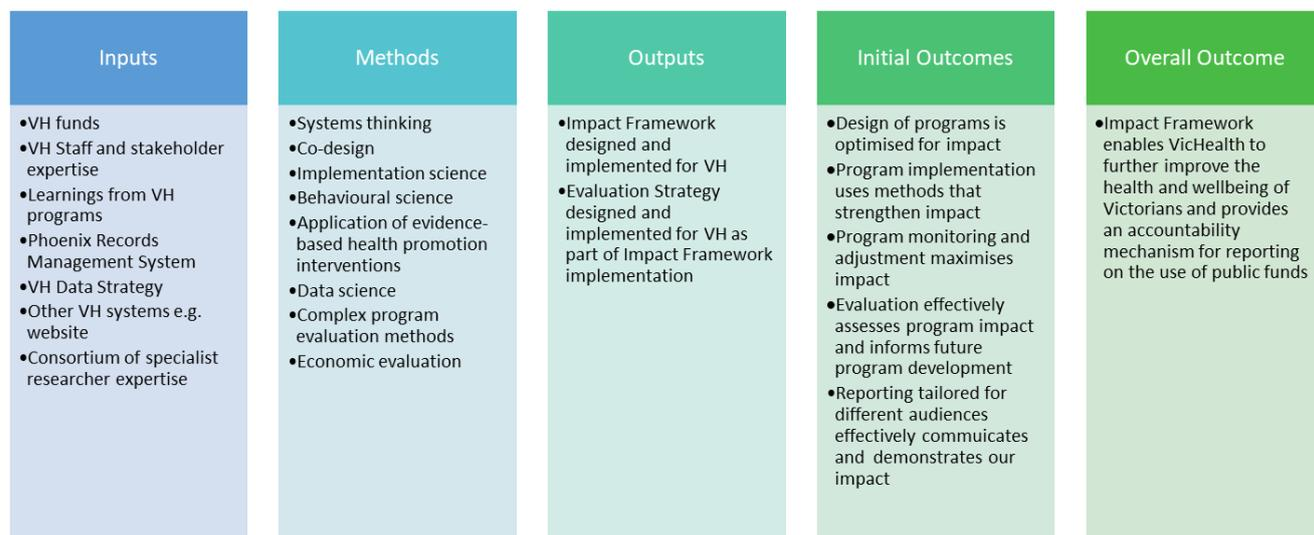 Inputs
•VH funds
•VH Staff and stakeholder
expertise
•Learnings from VH
programs
•Phoenix Records
Management System
•VH Data Strategy
•Other VH systems e.g.
website
•Consortium of specialist
researcher expertise
Methods
•Systems thinking
•Co-design
•Implementation science
•Behavioural science
•Application of evidence-
based health promotion
interventions
•Data science
•Complex program
evaluation methods
•Economic evaluation
Outputs
•Impact Framework
designed and
implemented for VH
•Evaluation Strategy
designed and
implemented for VH as
part of Impact Framework
implementation
Initial Outcomes
•Design of programs is
optimised for impact
•Program implementation
uses methods that
strengthen impact
•Program monitoring and
adjustment maximises
impact
•Evaluation effectively
assesses program impact
and informs future
program development
•Reporting tailored for
different audiences
effectively commuicates
and demonstrates our
impact
Overall Outcome
•Impact Framework
enables VicHealth to
further improve the
health and wellbeing of
Victorians and provides
an accountability
mechanism for reporting
on the use of public funds